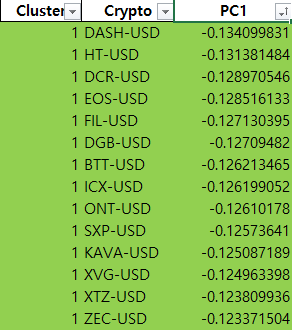 Cluster Crypto PC1
1 DASH-USD -0.134099831
1 HT-USD -0.131381484
1 DCR-USD -0.128970546
1 EOS-USD -0.128516133
1 FIL-USD -0.127130395
1 DGB-USD -0.12709482
1 BTT-USD -0.126213465
1 ICX-USD -0.126199052
1 ONT-USD -0.12610178
1 SXP-USD -0.12573641
1 KAVA-USD -0.125087189
1 XVG-USD -0.124963398
1 XTZ-USD -0.123809936
1 ZEC-USD -0.123371504